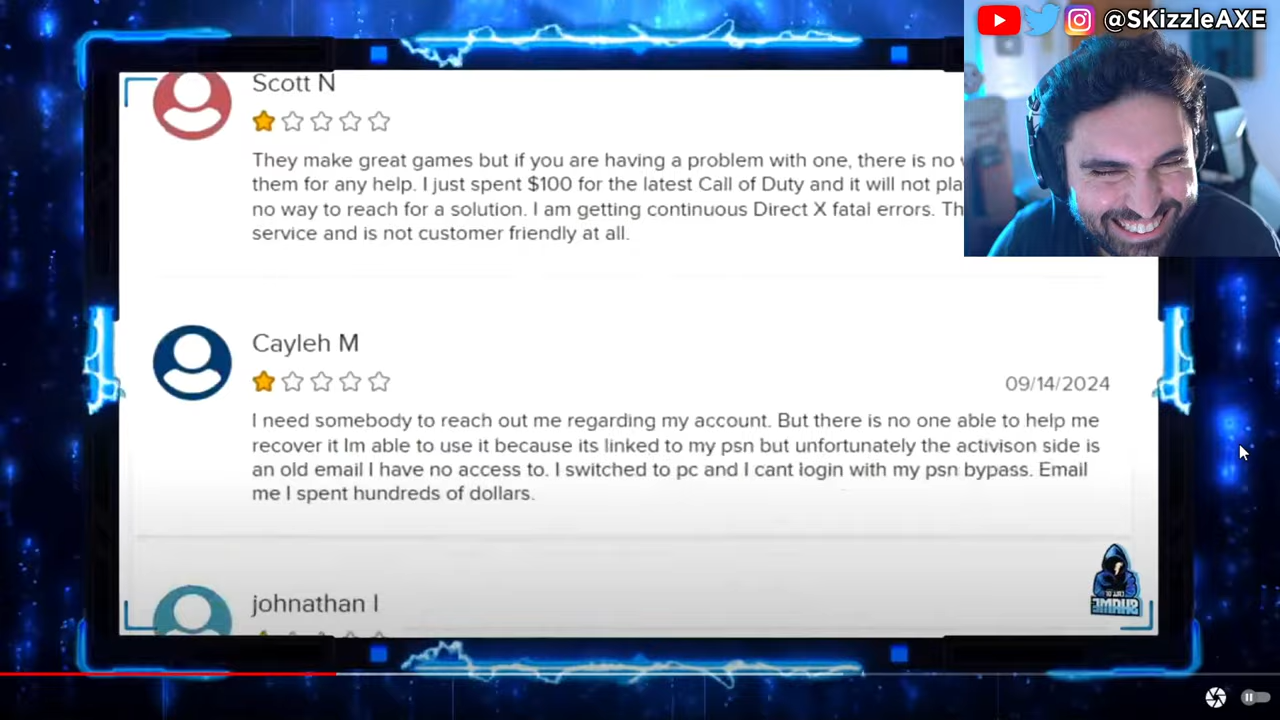 @SKizzleAXE
Scott N
They make great games but if you are having a problem with one, there is no
them for any help. I just spent $100 for the latest Call of Duty and it will not pla
no way to reach for a solution. I am getting continuous Direct X fatal errors. Th
service and is not customer friendly at all.
Cayleh M
09/14/2024
I need somebody to reach out me regarding my account. But there is no one able to help me
recover it Im able to use it because its linked to my psn but unfortunately the activison side is
an old email I have no access to. I switched to pc and I cant login with my psn bypass. Email
me I spent hundreds of dollars.
johnathan I